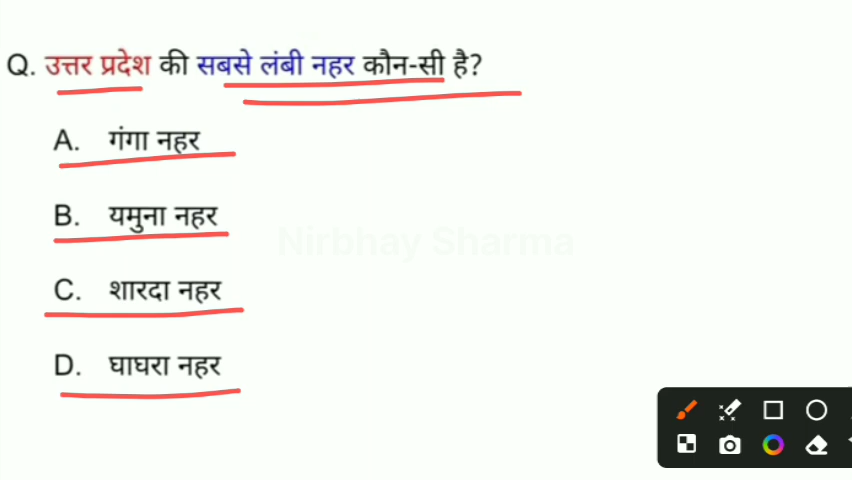 Q. उत्तर प्रदेश की सबसे लंबी नहर कौन-सी है?
A. गंगा नहर
B. यमुना नहर
Nirbhay Sharma
C. शारदा नहर
D. घाघरा नहर